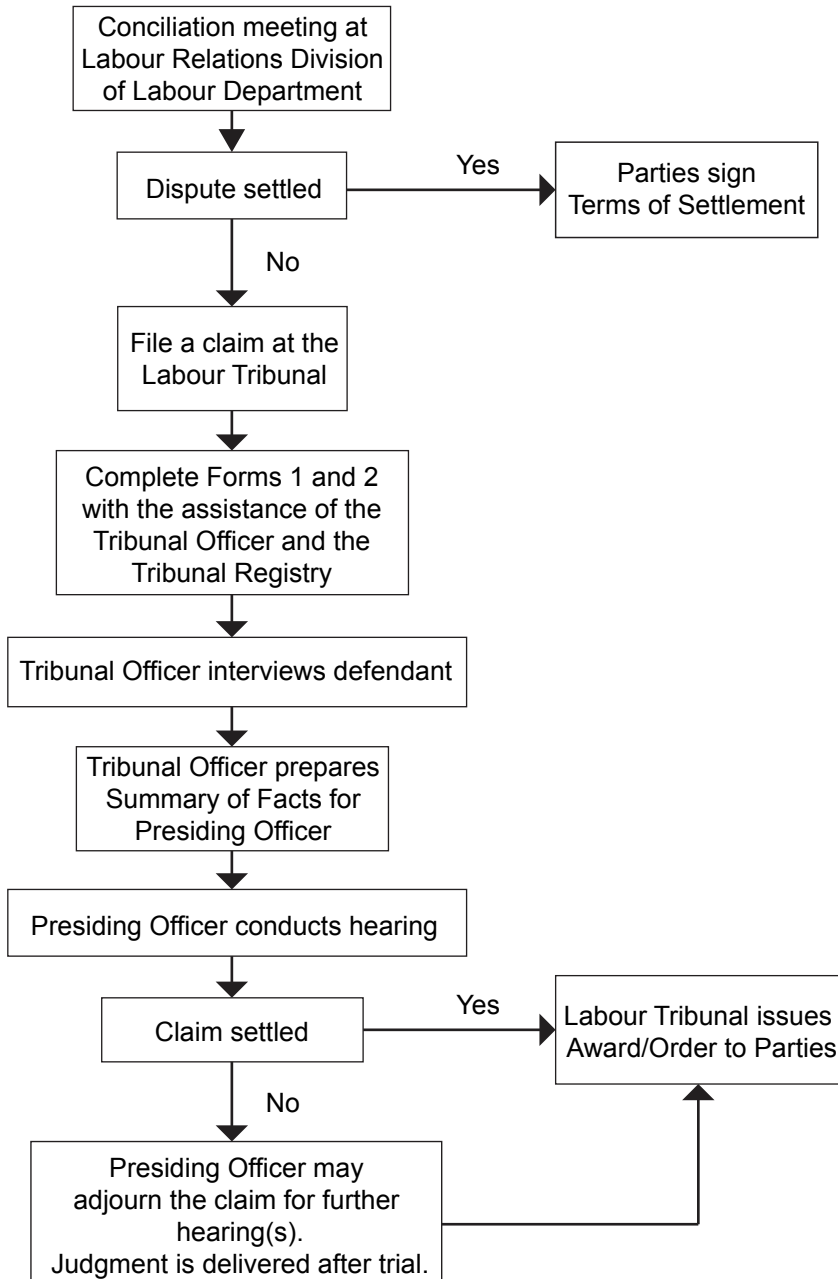 Conciliation meeting at
Labour Relations Division
of Labour Department
Dispute settled
Yes
Parties sign
Terms of Settlement
No
File a claim at the
Labour Tribunal
Complete Forms 1 and 2
with the assistance of the
Tribunal Officer and the
Tribunal Registry
Tribunal Officer interviews defendant
Tribunal Officer prepares
Summary of Facts for
Presiding Officer
Presiding Officer conducts hearing
Claim settled
Yes
Labour Tribunal issues
Award/Order to Parties
No
Presiding Officer may
adjourn the claim for further
hearing(s).
Judgment is delivered after trial.